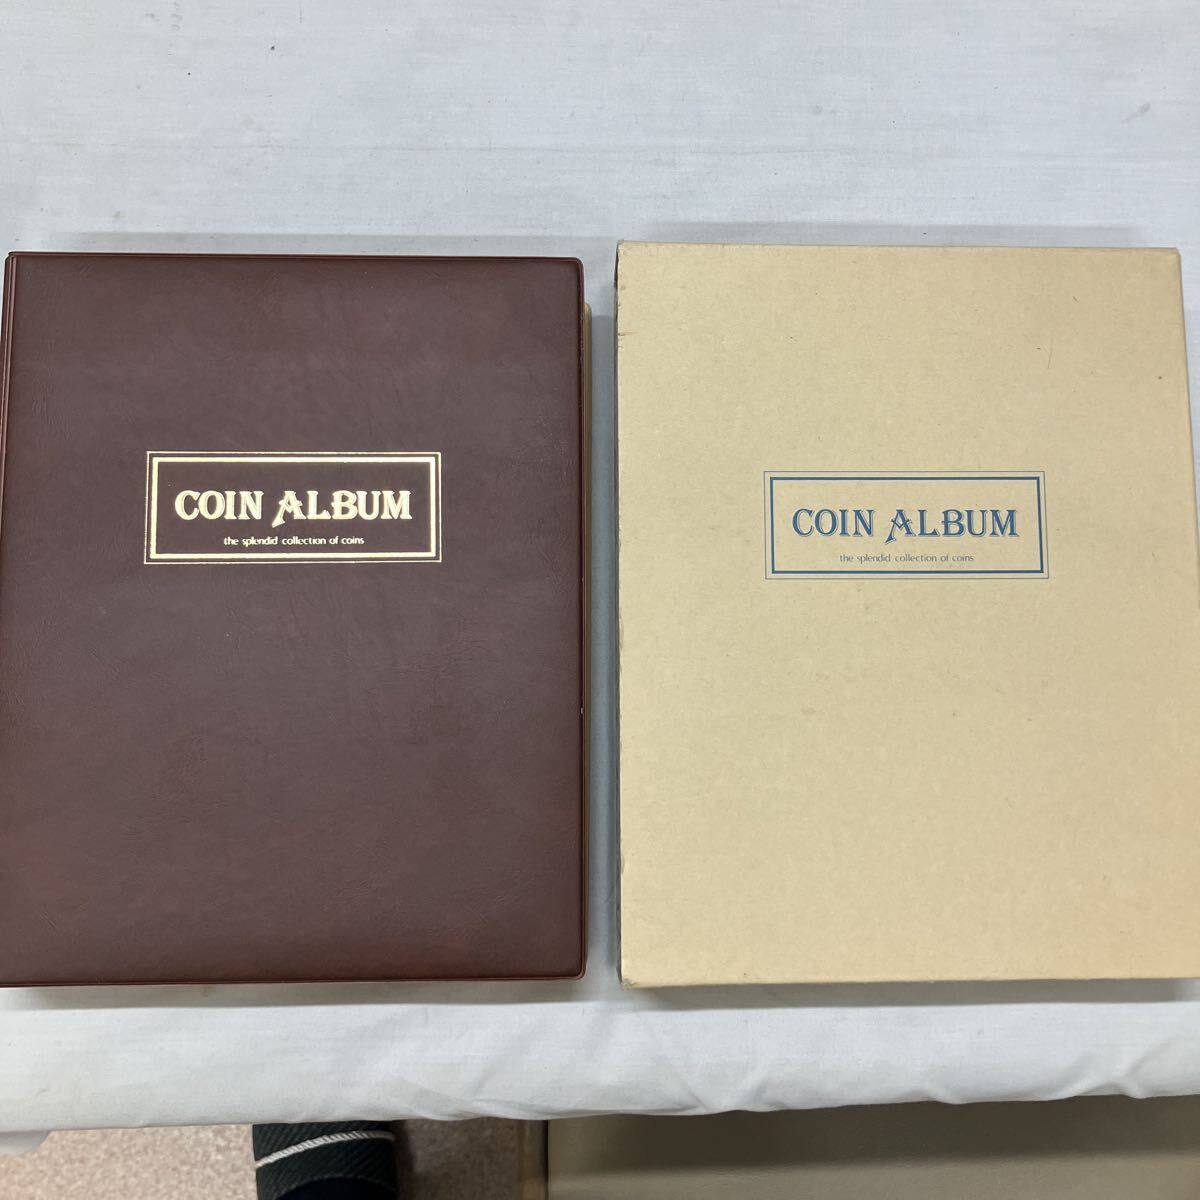 COIN ALBUM
the splendid collection of coins
COIN ALBUM
the splendid collection of coins